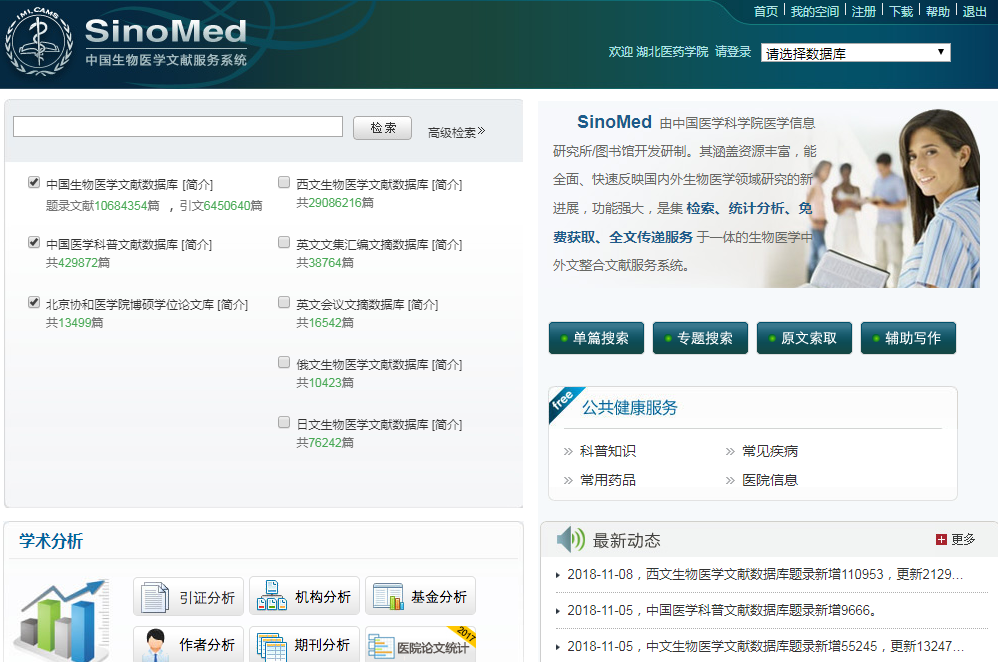 首页 | 我的空间 | 注册 | 下载 | 帮助 | 退出
IMI.CAMS
SinoMed
中国生物医学文献服务系统
欢迎 湖北医药学院 请登录 请选择数据库
检索 高级检索
中国生物医学文献数据库 [简介]
题录文献10684354篇 ，引文6450640篇
中国医学科普文献数据库 [简介]
共429872篇
北京协和医学院博硕学位论文库 [简介]
共13499篇
西文生物医学文献数据库 [简介]
共29086216篇
英文文集汇编文摘数据库 [简介]
共38764篇
英文会议文摘数据库 [简介]
共16542篇
俄文生物医学文献数据库 [简介]
共10423篇
日文生物医学文献数据库 [简介]
共76242篇
SinoMed 由中国医学科学院医学信息
研究所/图书馆开发研制。其涵盖资源丰富，能
全面、快速反映国内外生物医学领域研究的新
进展，功能强大，是集 检索、统计分析、免
费获取、全文传递服务 于一体的生物医学中
外文整合文献服务系统。
单篇搜索 专题搜索 原文索取 辅助写作
free 公共健康服务
科普知识 常见疾病
常用药品 医院信息
学术分析
引证分析 机构分析 基金分析
作者分析 期刊分析 医院论文统计 2017
最新动态 更多
2018-11-08，西文生物医学文献数据库题录新增110953，更新2129...
2018-11-05，中国医学科普文献数据库题录新增9666。
2018-11-05，中文生物医学文献数据库题录新增55245，更新13247...